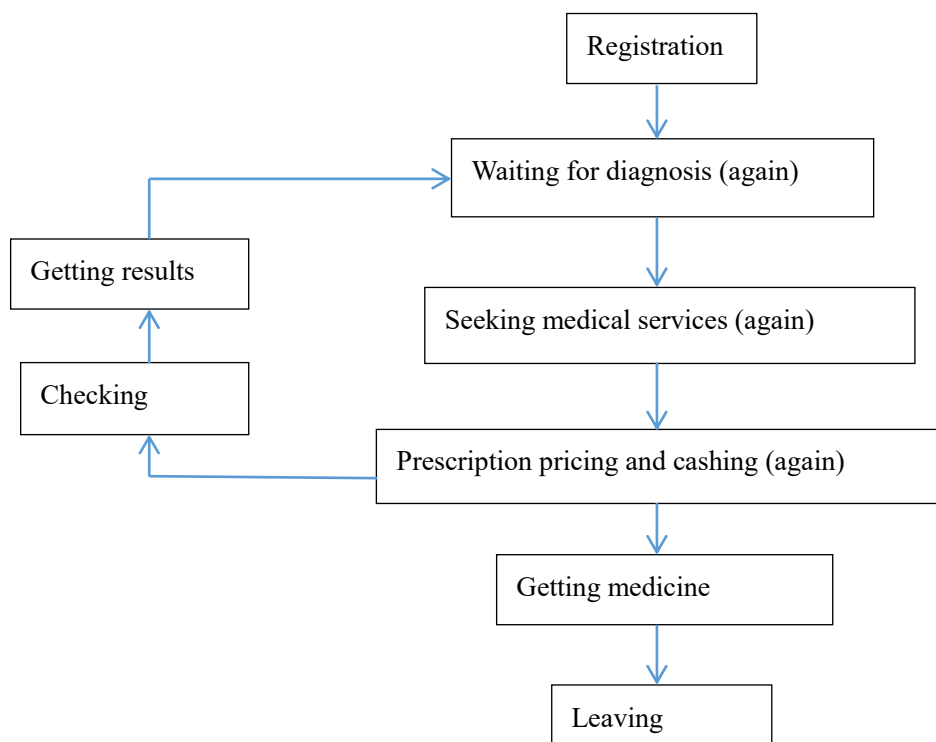 Registration
Waiting for diagnosis (again)
Getting results
Seeking medical services (again)
Checking
Prescription pricing and cashing (again)
Getting medicine
Leaving